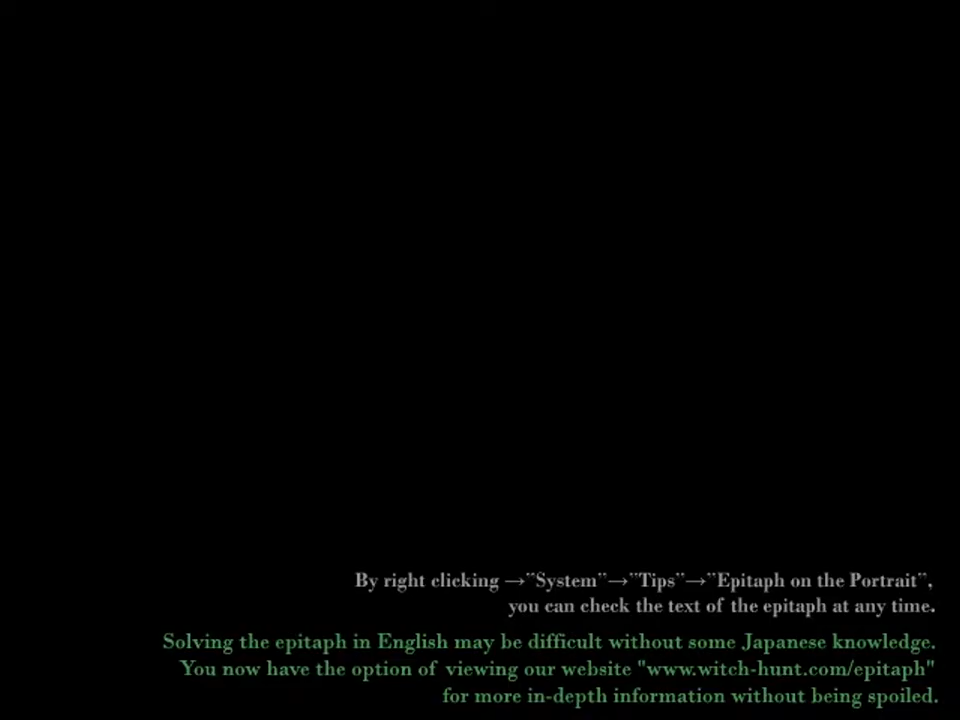 By right clicking →"System"→"Tips"→"Epitaph on the Portrait",
you can check the text of the epitaph at any time.
Solving the epitaph in English may be difficult without some Japanese knowledge.
You now have the option of viewing our website "www.witch-hunt.com/epitaph"
for more in-depth information without being spoiled.